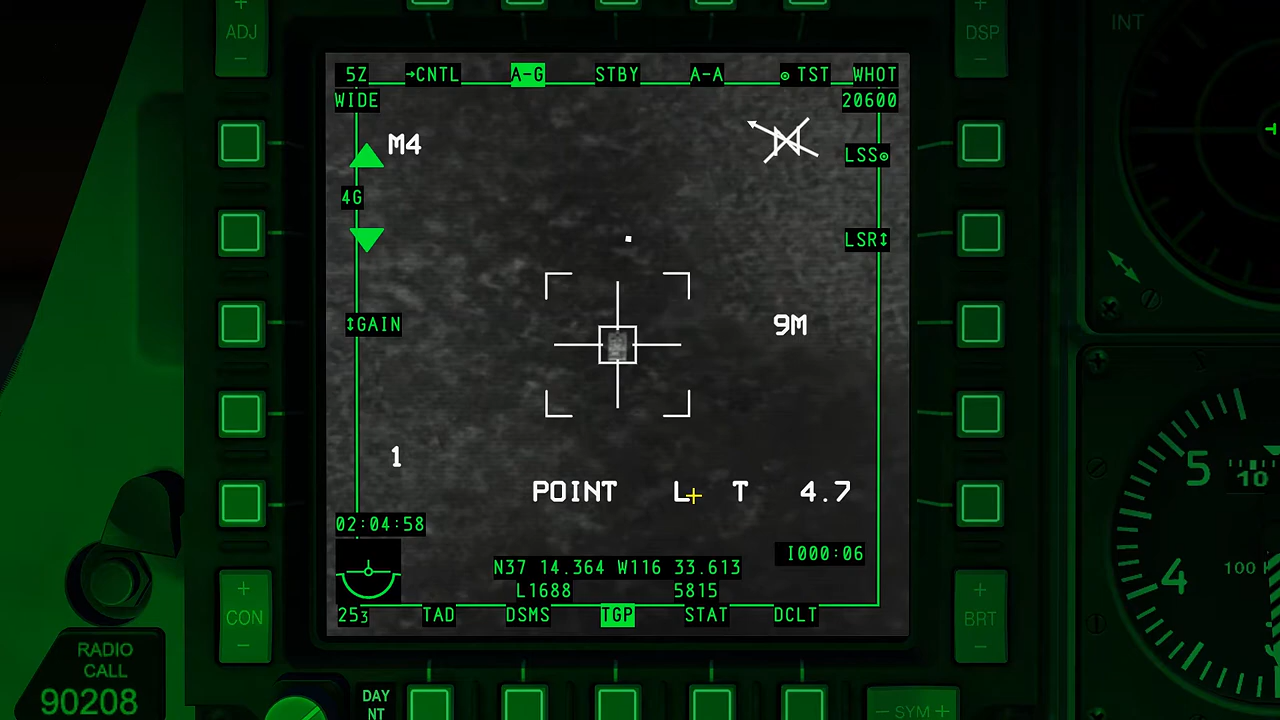 ADJ
DSP
INT
5Z →CNTL A-G STBY A-A ⊙ TST WHOT
WIDE 20600
M4
N
LSS⊙
4G
LSR↕
↕GAIN
9M
1
POINT L T 4.7
02:04:58
I000:06
N37 14.364 W116 33.613
L1688 5815
253 TAD DSMS TGP STAT DCLT
CON
BRT
RADIO
CALL
90208
DAY
NT
- SYM +
5
10
4
100